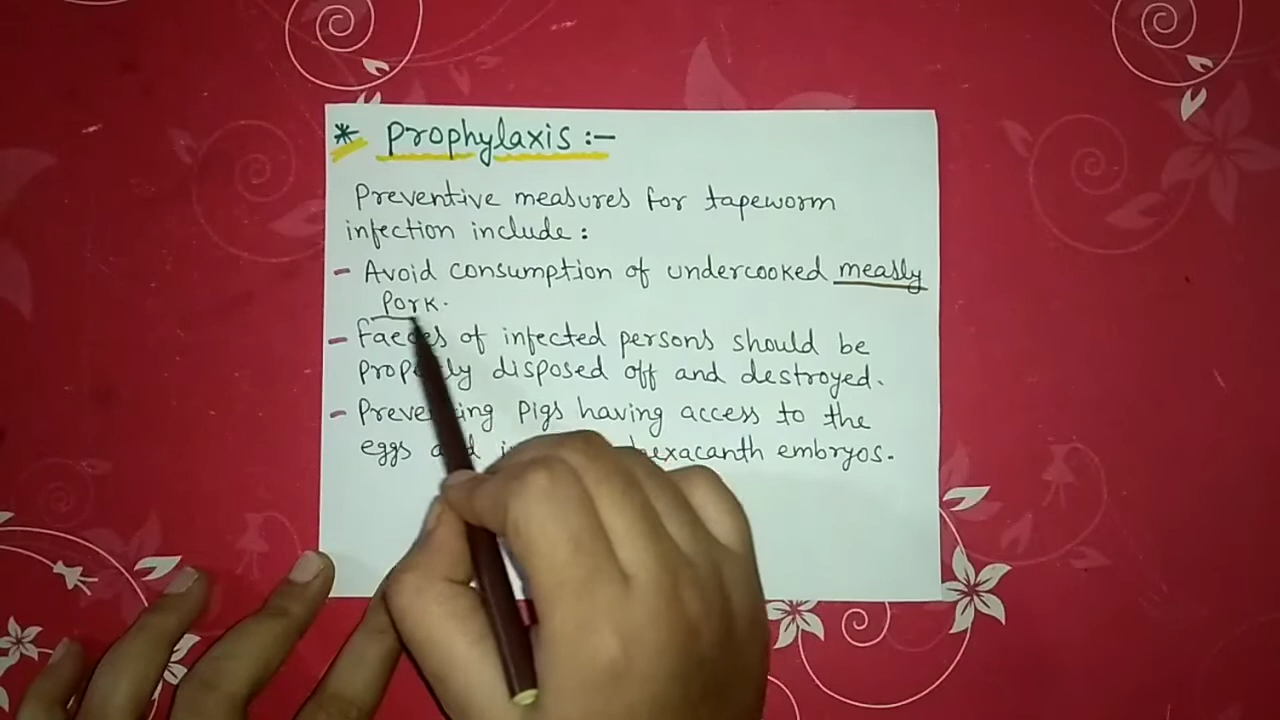 * Prophylaxis :-
Preventive measures for tapeworm
infection include :
- Avoid consumption of undercooked measly
pork.
- Faeces of infected persons should be
disposed off and destroyed.
- pigs having access to the
eggs hexacanth embryos.